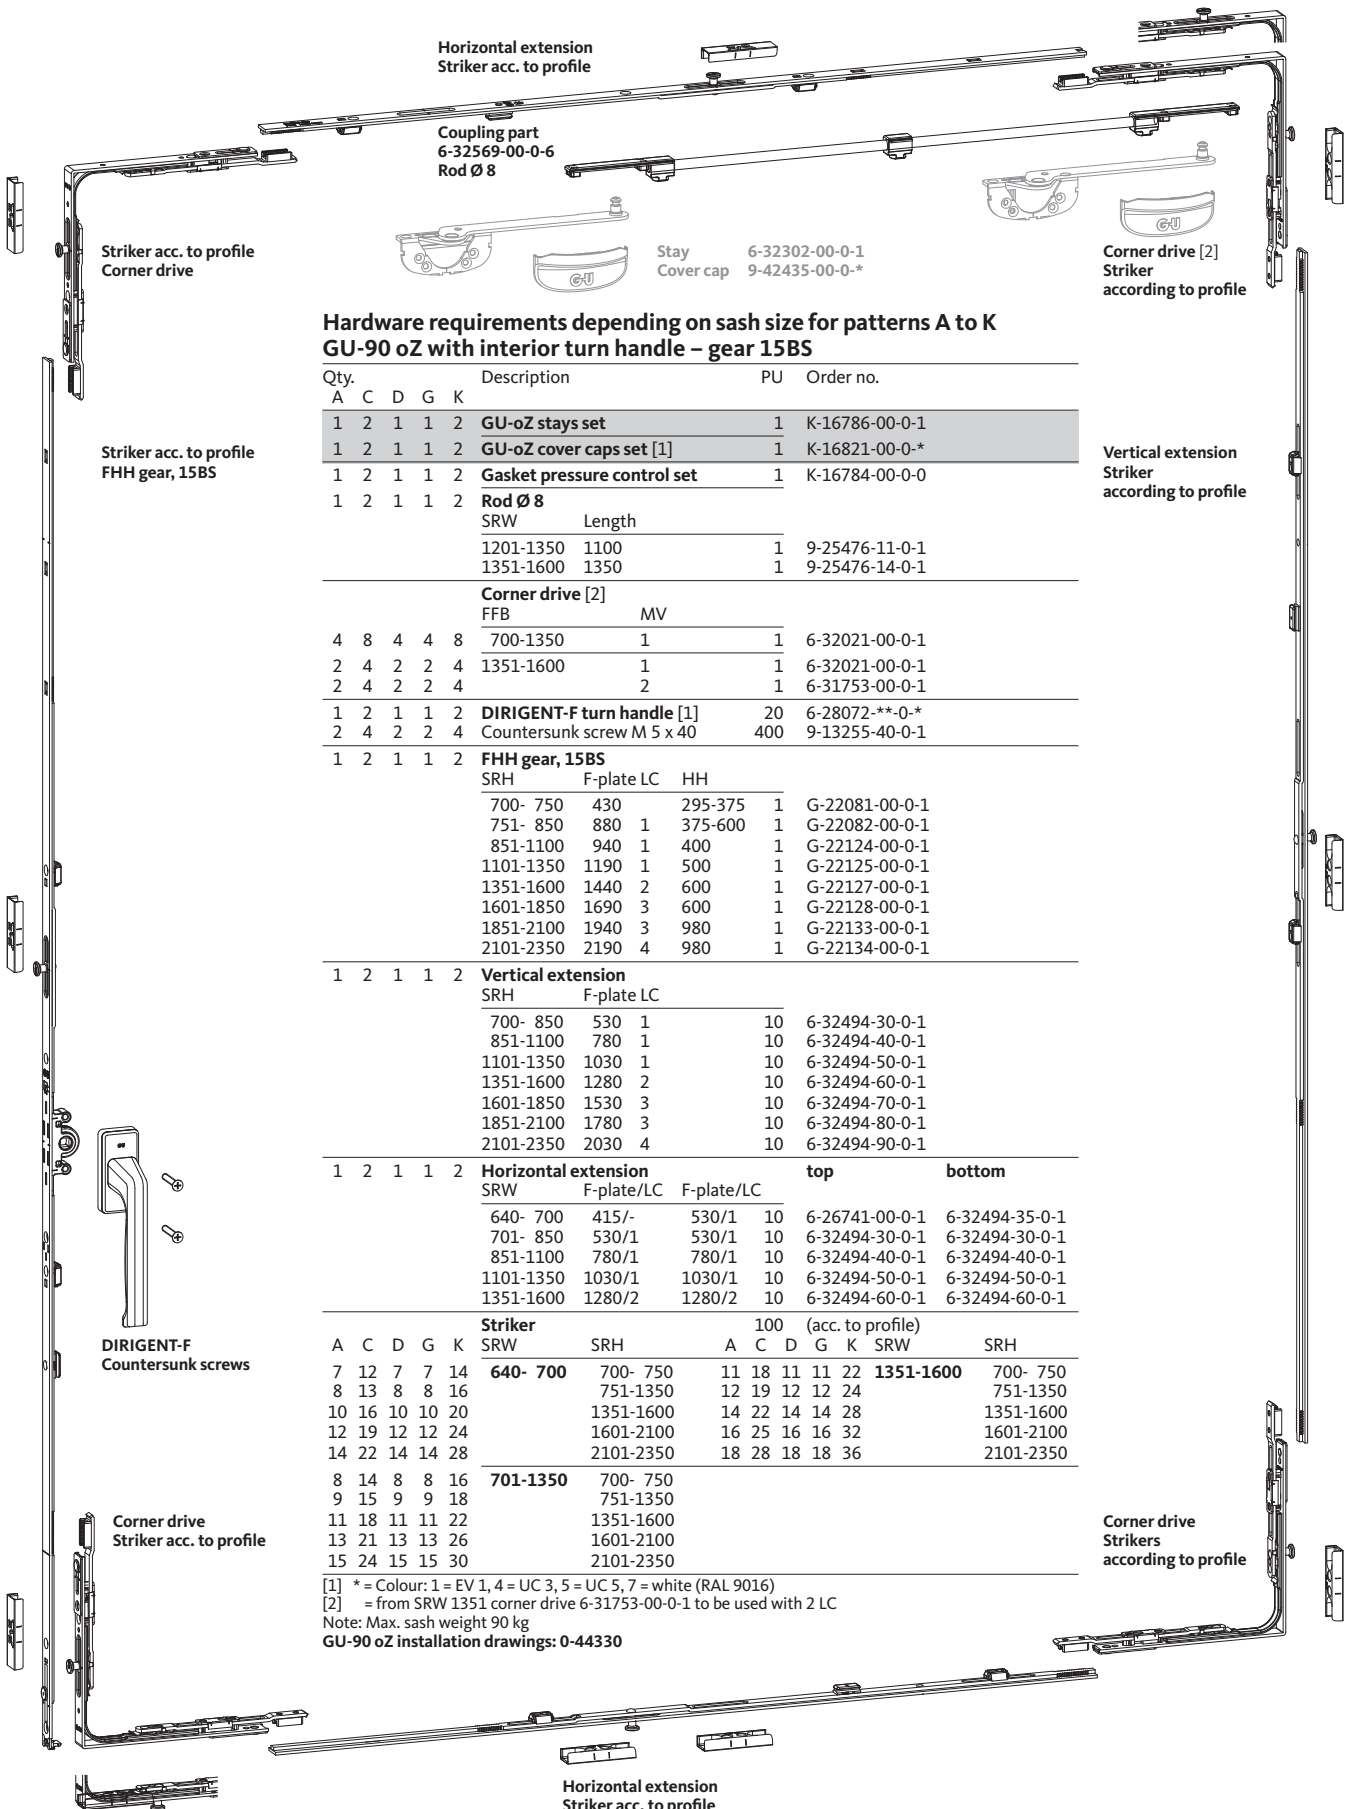 Horizontal extension
Striker acc. to profile
Coupling part
6-32569-00-0-6
Rod Ø 8
Striker acc. to profile
Corner drive
Stay 6-32302-00-0-1
Cover cap 9-42435-00-0-*
G-U
G-U
Corner drive [2]
Striker
according to profile
Hardware requirements depending on sash size for patterns A to K
GU-90 oZ with interior turn handle – gear 15BS
Qty. Description PU Order no.
A C D G K
1 2 1 1 2 GU-oZ stays set 1 K-16786-00-0-1
1 2 1 1 2 GU-oZ cover caps set [1] 1 K-16821-00-0-*
1 2 1 1 2 Gasket pressure control set 1 K-16784-00-0-0
1 2 1 1 2 Rod Ø 8
SRW Length
1201-1350 1100 1 9-25476-11-0-1
1351-1600 1350 1 9-25476-14-0-1
Corner drive [2]
FFB MV
4 8 4 4 8 700-1350 1 1 6-32021-00-0-1
2 4 2 2 4 1351-1600 1 1 6-32021-00-0-1
2 4 2 2 4 2 1 6-31753-00-0-1
1 2 1 1 2 DIRIGENT-F turn handle [1] 20 6-28072-**-0-*
2 4 2 2 4 Countersunk screw M 5 x 40 400 9-13255-40-0-1
1 2 1 1 2 FHH gear, 15BS
SRH F-plate LC HH
700- 750 430 295-375 1 G-22081-00-0-1
751- 850 880 1 375-600 1 G-22082-00-0-1
851-1100 940 1 400 1 G-22124-00-0-1
1101-1350 1190 1 500 1 G-22125-00-0-1
1351-1600 1440 2 600 1 G-22127-00-0-1
1601-1850 1690 3 600 1 G-22128-00-0-1
1851-2100 1940 3 980 1 G-22133-00-0-1
2101-2350 2190 4 980 1 G-22134-00-0-1
1 2 1 1 2 Vertical extension
SRH F-plate LC
700- 850 530 1 10 6-32494-30-0-1
851-1100 780 1 10 6-32494-40-0-1
1101-1350 1030 1 10 6-32494-50-0-1
1351-1600 1280 2 10 6-32494-60-0-1
1601-1850 1530 3 10 6-32494-70-0-1
1851-2100 1780 3 10 6-32494-80-0-1
2101-2350 2030 4 10 6-32494-90-0-1
1 2 1 1 2 Horizontal extension top bottom
SRW F-plate/LC F-plate/LC
640- 700 415/- 530/1 10 6-26741-00-0-1 6-32494-35-0-1
701- 850 530/1 530/1 10 6-32494-30-0-1 6-32494-30-0-1
851-1100 780/1 780/1 10 6-32494-40-0-1 6-32494-40-0-1
1101-1350 1030/1 1030/1 10 6-32494-50-0-1 6-32494-50-0-1
1351-1600 1280/2 1280/2 10 6-32494-60-0-1 6-32494-60-0-1
Striker 100 (acc. to profile)
A C D G K SRW SRH A C D G K SRW SRH
7 12 7 7 14 640- 700 700- 750 11 18 11 11 22 1351-1600 700- 750
8 13 8 8 16 751-1350 12 19 12 12 24 751-1350
10 16 10 10 20 1351-1600 14 22 14 14 28 1351-1600
12 19 12 12 24 1601-2100 16 25 16 16 32 1601-2100
14 22 14 14 28 2101-2350 18 28 18 18 36 2101-2350
8 14 8 8 16 701-1350 700- 750
9 15 9 9 18 751-1350
11 18 11 11 22 1351-1600
13 21 13 13 26 1601-2100
15 24 15 15 30 2101-2350
[1] * = Colour: 1 = EV 1, 4 = UC 3, 5 = UC 5, 7 = white (RAL 9016)
[2] = from SRW 1351 corner drive 6-31753-00-0-1 to be used with 2 LC
Note: Max. sash weight 90 kg
GU-90 oZ installation drawings: 0-44330
Striker acc. to profile
FHH gear, 15BS
Vertical extension
Striker
according to profile
DIRIGENT-F
Countersunk screws
Corner drive
Striker acc. to profile
Corner drive
Strikers
according to profile
Horizontal extension
Striker acc. to profile